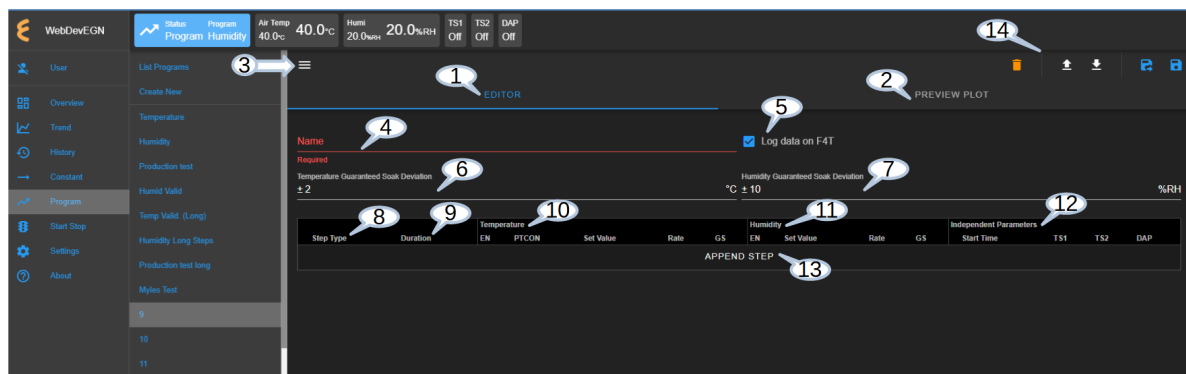 WebDevEGN
Status Program
Program Humidity
Air Temp
40.0°C
40.0°C
Humi
20.0%RH
20.0%RH
TS1
Off
TS2
Off
DAP
Off
14
User
List Programs
3
Create New
1
EDITOR
2
PREVIEW PLOT
Overview
Trend
History
Constant
Program
Start Stop
Settings
About
Temperature
Humidity
Production test
Humid Valid
Temp Valid (Long)
Humidity Long Steps
Production test long
Myles Test
9
10
11
4
Name
Required
5
Log data on F4T
6
Temperature Guaranteed Soak Deviation
± 2 °C
7
Humidity Guaranteed Soak Deviation
± 10 %RH
8
9
10
11
12
Temperature Humidity Independent Parameters
Step Type Duration EN PTCON Set Value Rate GS EN Set Value Rate GS Start Time TS1 TS2 DAP
APPEND STEP
13